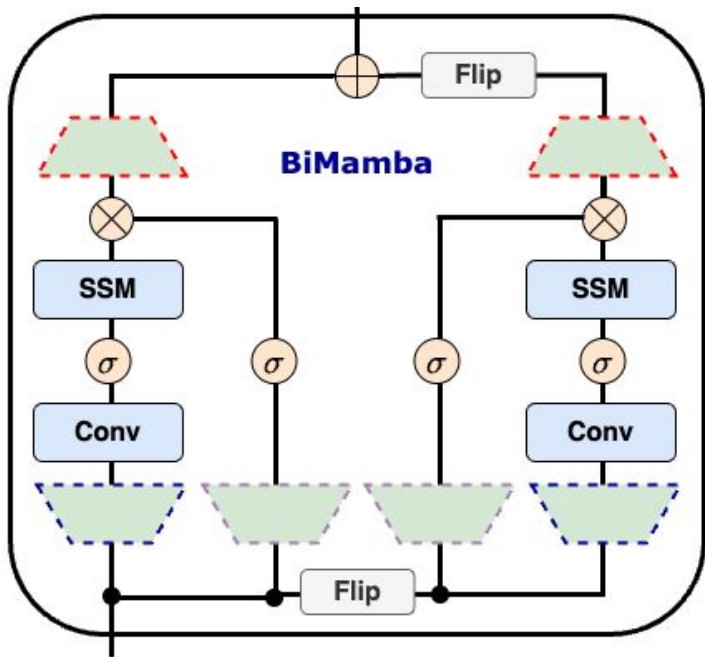 Flip
BiMamba
SSM
SSM
σ
σ
σ
σ
Conv
Conv
Flip